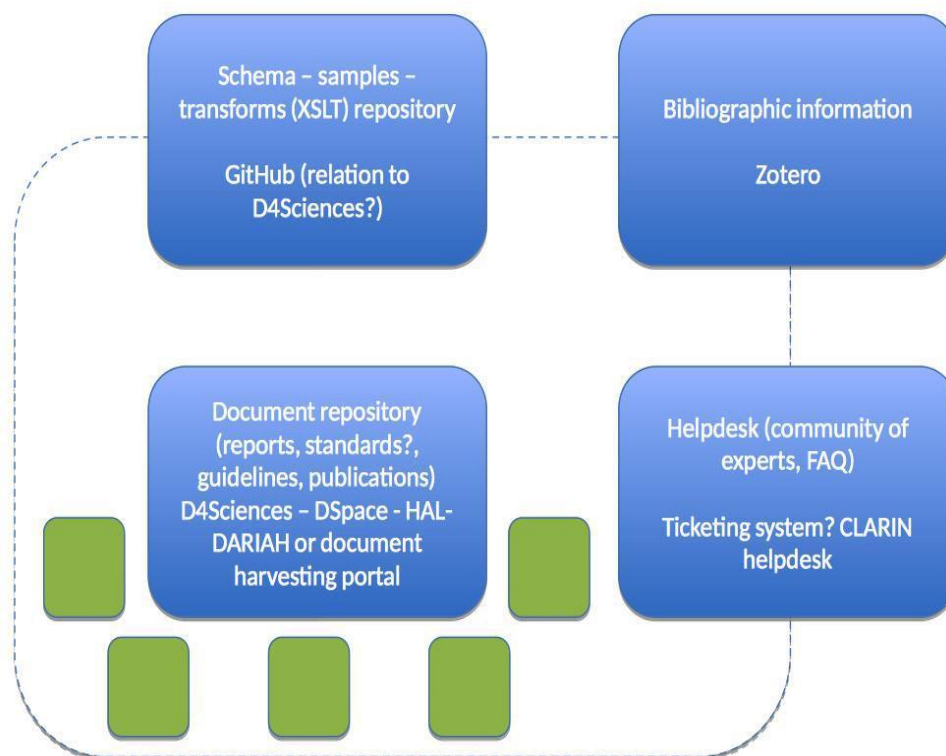 Schema – samples –
transforms (XSLT) repository
GitHub (relation to
D4Sciences?)
Bibliographic information
Zotero
Document repository
(reports, standards?,
guidelines, publications)
D4Sciences – DSpace - HAL-
DARIAH or document
harvesting portal
Helpdesk (community of
experts, FAQ)
Ticketing system? CLARIN
helpdesk